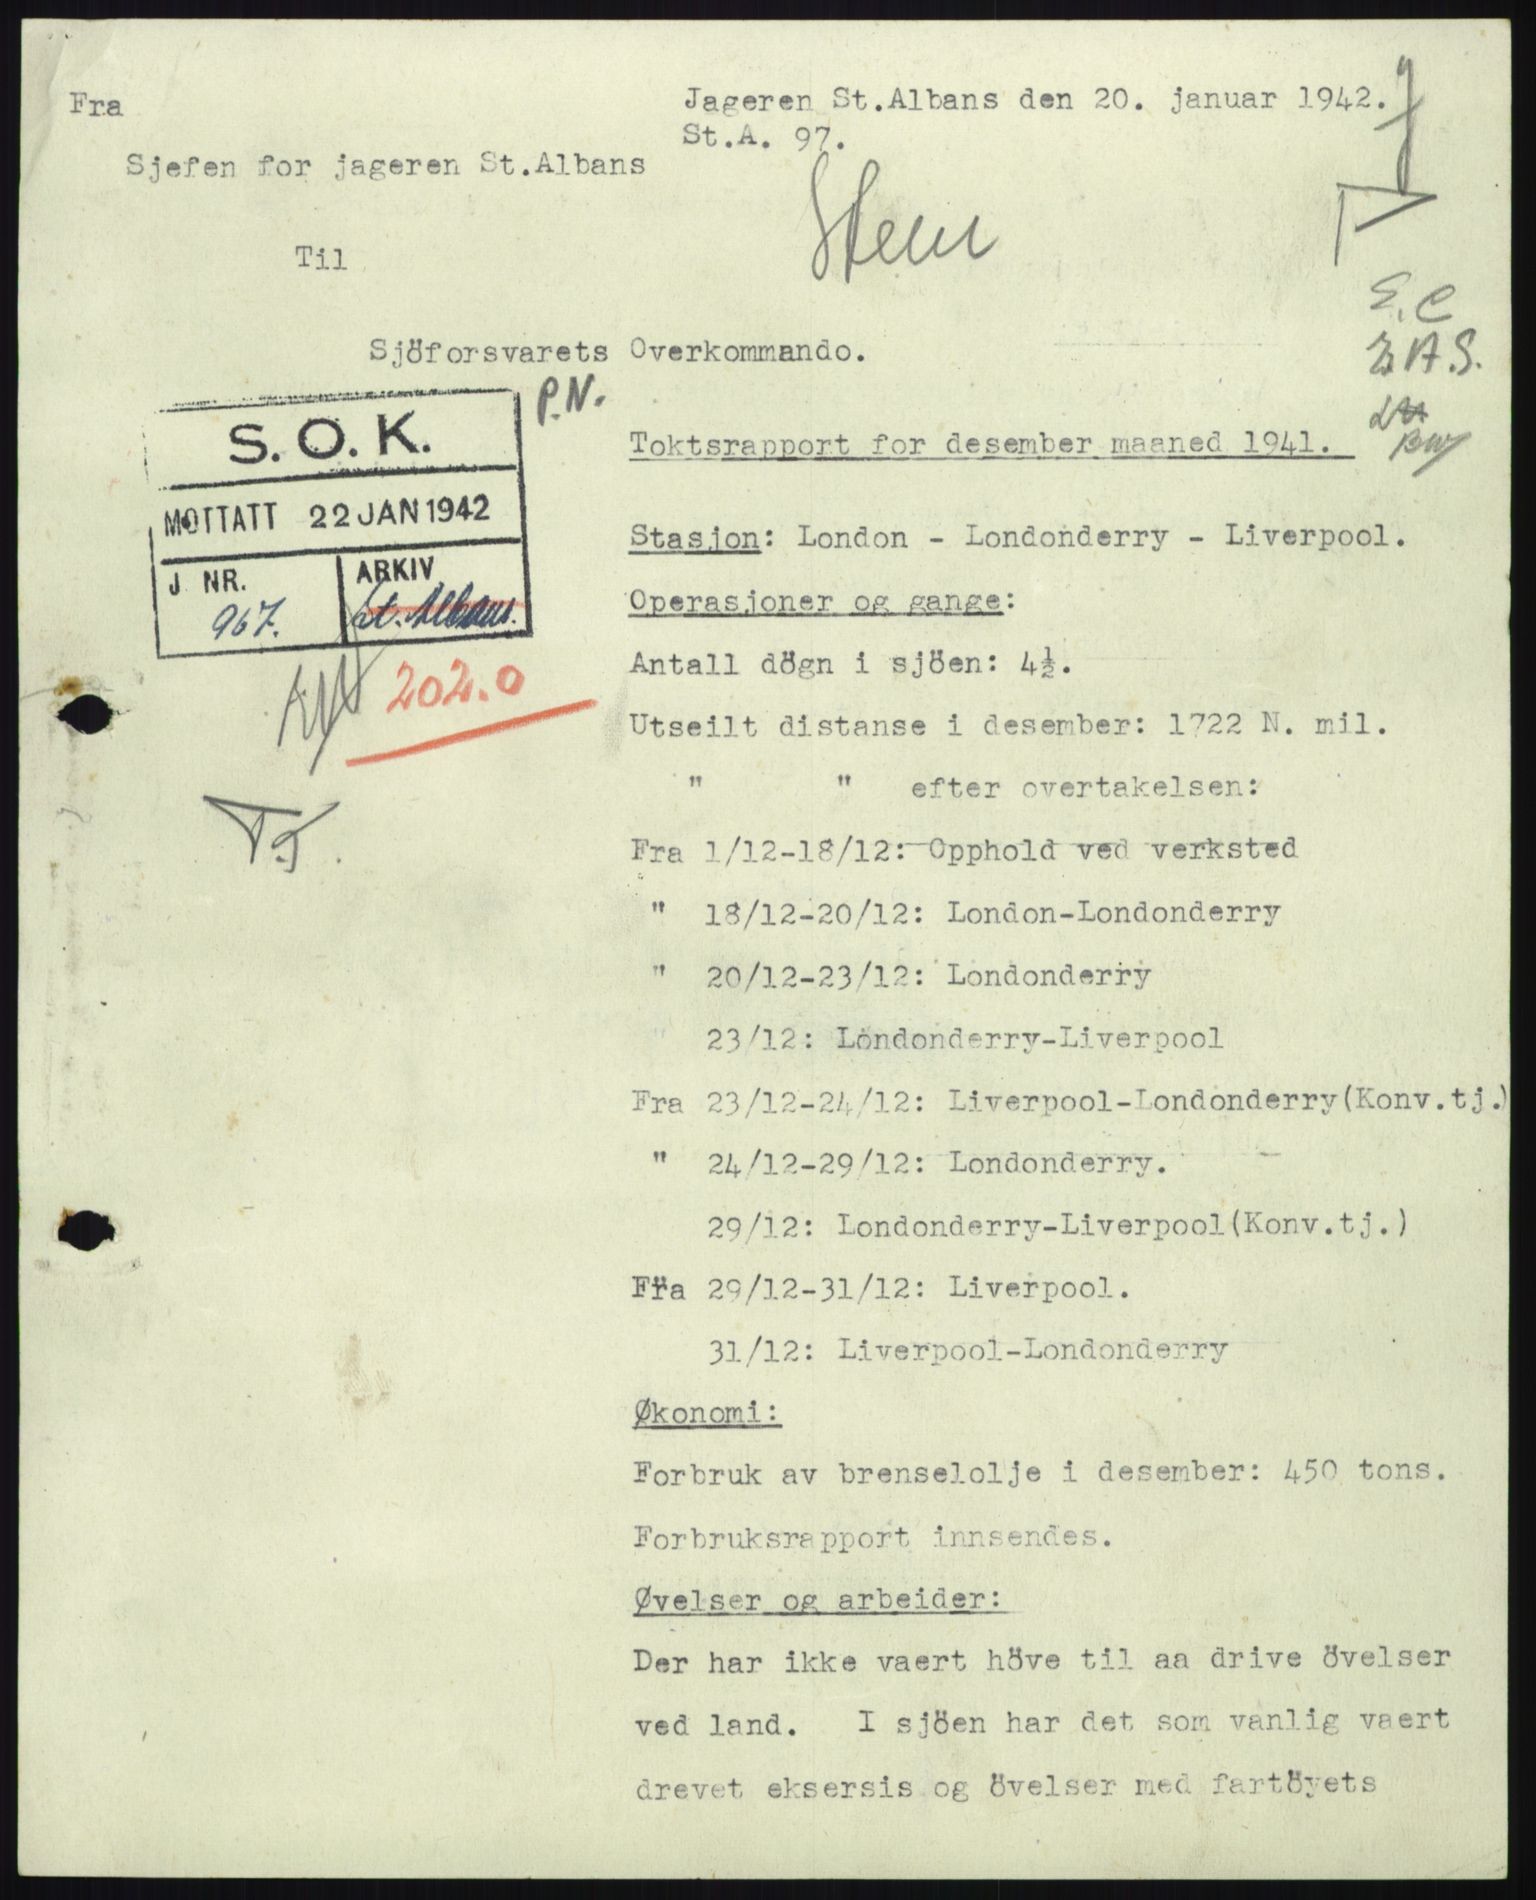 Fra
Jageren St.Albans den 20. januar 1942.
St.A. 97.
Sjefen for jageren St.Albans
Til
Sjöforsvarets Overkommando.
P.N.
E.C
S.O.K.
MOTTATT 22 JAN 1942
J NR. ARKIV
967. St. Albans.
202.0
Toktsrapport for desember maaned 1941.
Stasjon: London - Londonderry - Liverpool.
Operasjoner og gange:
Antall dögn i sjöen: 4½.
Utseilt distanse i desember: 1722 N. mil.
" " efter overtakelsen:
Fra 1/12-18/12: Opphold ved verksted
" 18/12-20/12: London-Londonderry
" 20/12-23/12: Londonderry
" 23/12: Londonderry-Liverpool
Fra 23/12-24/12: Liverpool-Londonderry(Konv.tj.)
" 24/12-29/12: Londonderry.
29/12: Londonderry-Liverpool(Konv.tj.)
Fra 29/12-31/12: Liverpool.
31/12: Liverpool-Londonderry
Økonomi:
Forbruk av brenselolje i desember: 450 tons.
Forbruksrapport innsendes.
Øvelser og arbeider:
Der har ikke vaert höve til aa drive övelser
ved land. I sjöen har det som vanlig vaert
drevet eksersis og övelser med fartöyets